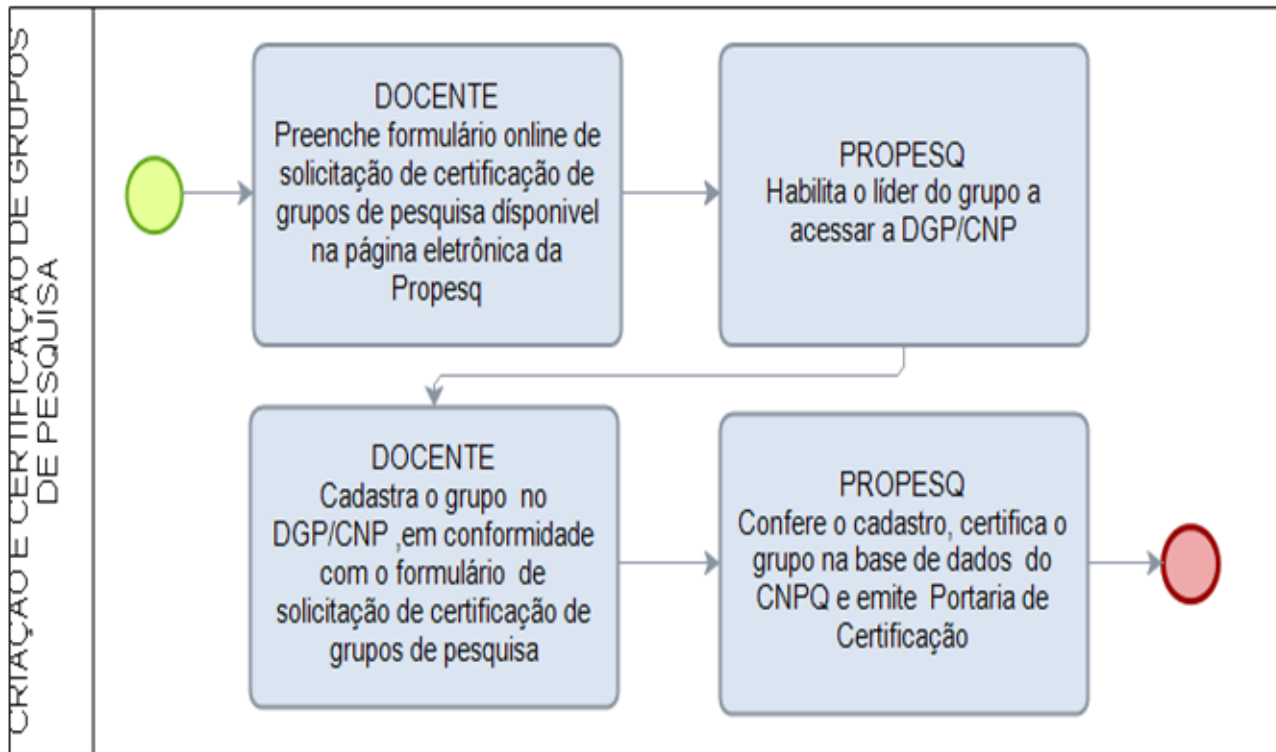 CRIAÇÃO E CERTIFICAÇÃO DE GRUPOS
DE PESQUISA
DOCENTE
Preenche formulário online de
solicitação de certificação de
grupos de pesquisa dísponivel
na página eletrônica da
Propesq
PROPESQ
Habilita o líder do grupo a
acessar a DGP/CNP
DOCENTE
Cadastra o grupo no
DGP/CNP ,em conformidade
com o formulário de
solicitação de certificação de
grupos de pesquisa
PROPESQ
Confere o cadastro, certifica o
grupo na base de dados do
CNPQ e emite Portaria de
Certificação